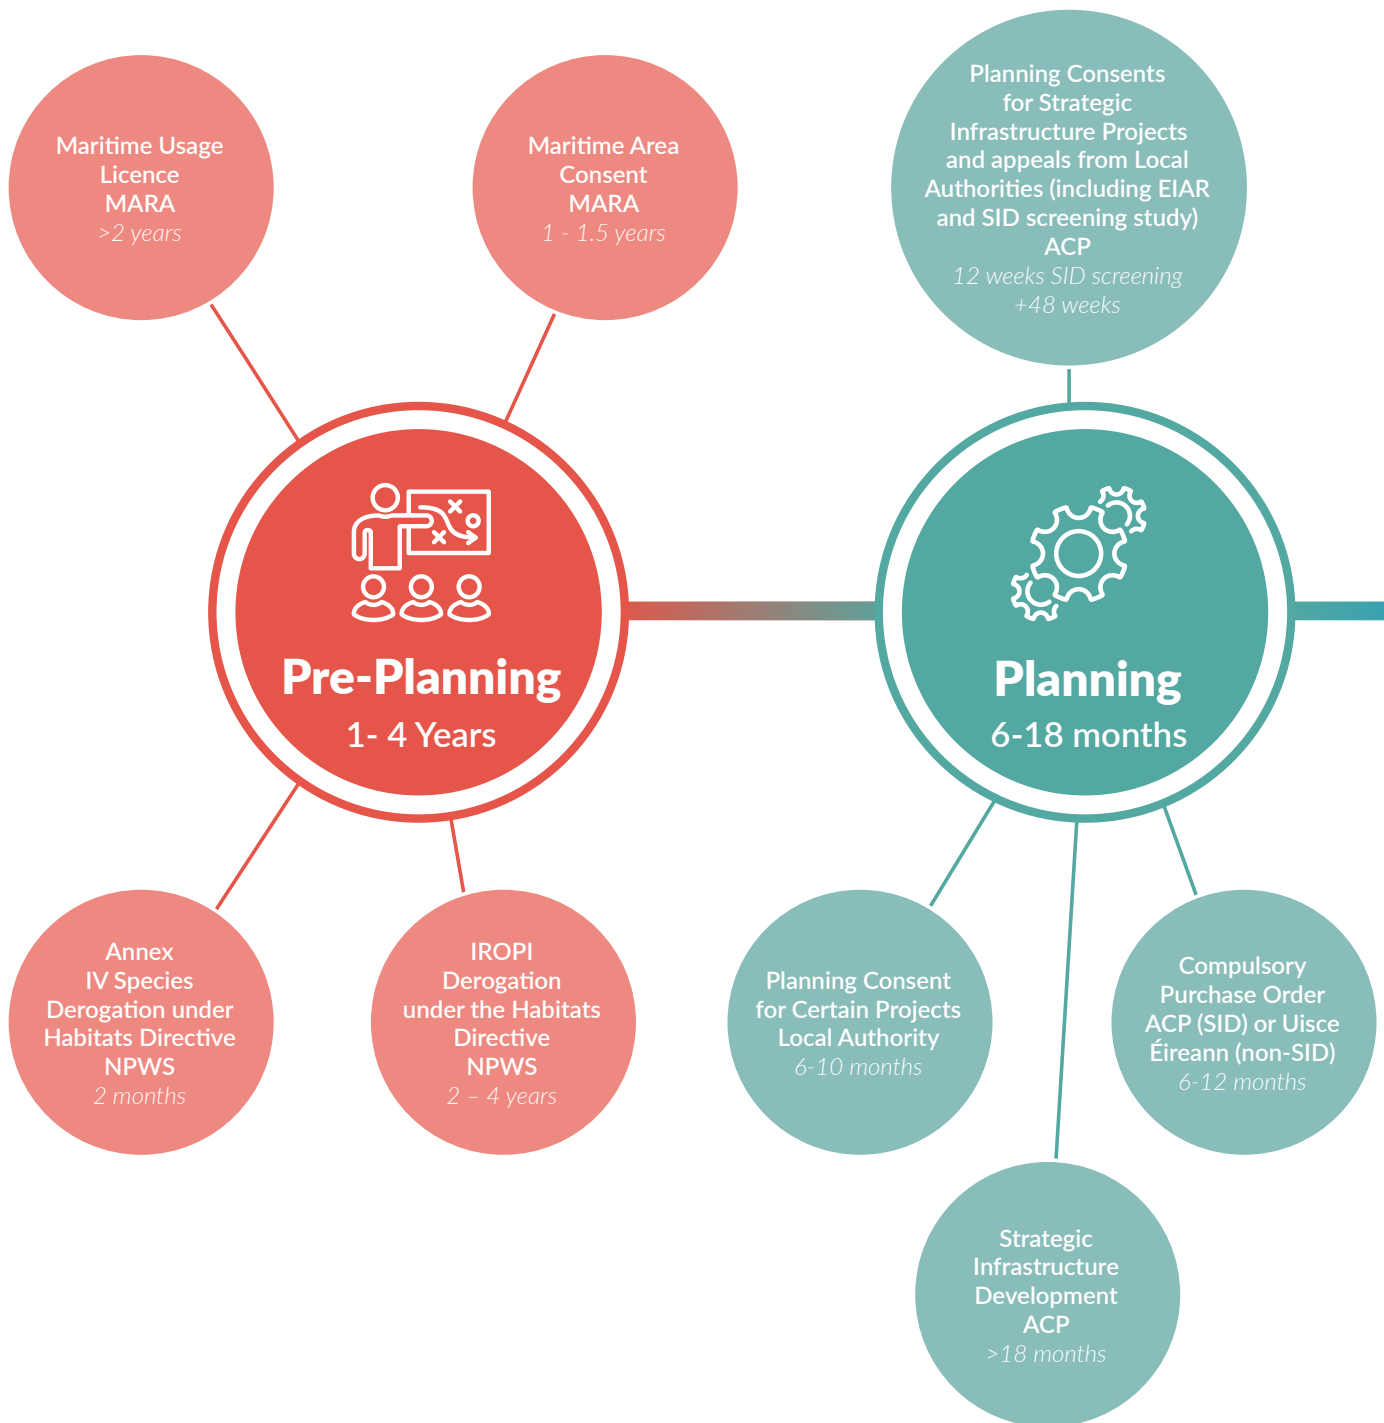 Maritime Usage
Licence
MARA
>2 years
Maritime Area
Consent
MARA
1 - 1.5 years
Planning Consents
for Strategic
Infrastructure Projects
and appeals from Local
Authorities (including EIAR
and SID screening study)
ACP
12 weeks SID screening
+48 weeks
Pre-Planning
1- 4 Years
Planning
6-18 months
Annex
IV Species
Derogation under
Habitats Directive
NPWS
2 months
IROPI
Derogation
under the Habitats
Directive
NPWS
2 – 4 years
Planning Consent
for Certain Projects
Local Authority
6-10 months
Compulsory
Purchase Order
ACP (SID) or Uisce
Éireann (non-SID)
6-12 months
Strategic
Infrastructure
Development
ACP
>18 months